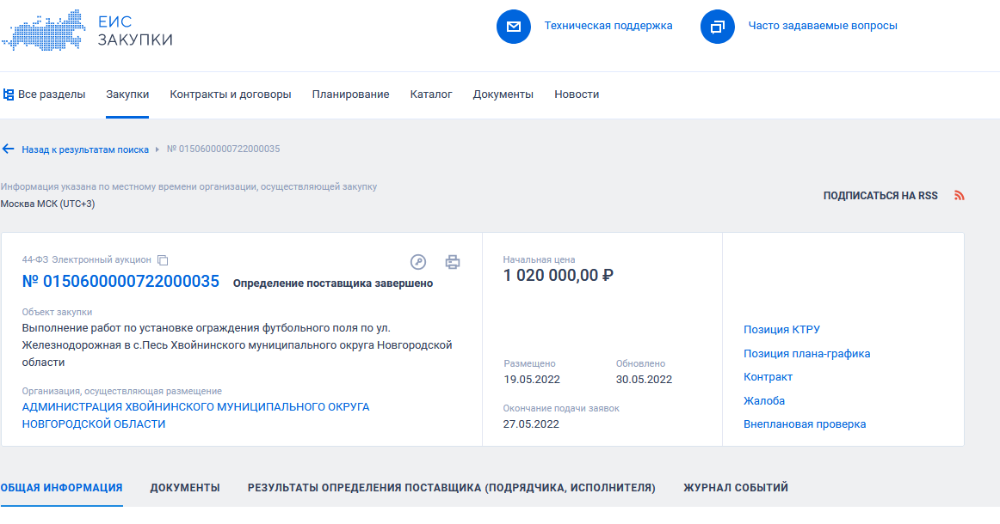 ЕИС
ЗАКУПКИ
Техническая поддержка
Часто задаваемые вопросы
Все разделы
Закупки
Контракты и договоры
Планирование
Каталог
Документы
Новости
Назад к результатам поиска
№ 0150600000722000035
Информация указана по местному времени организации, осуществляющей закупку
Москва МСК (UTC+3)
ПОДПИСАТЬСЯ НА RSS
44-ФЗ Электронный аукцион
№ 0150600000722000035 Определение поставщика завершено
Объект закупки
Выполнение работ по установке ограждения футбольного поля по ул.
Железнодорожная в с.Песь Хвойнинского муниципального округа Новгородской
области
Организация, осуществляющая размещение
АДМИНИСТРАЦИЯ ХВОЙНИНСКОГО МУНИЦИПАЛЬНОГО ОКРУГА
НОВГОРОДСКОЙ ОБЛАСТИ
Начальная цена
1 020 000,00 ₽
Размещено
19.05.2022
Обновлено
30.05.2022
Окончание подачи заявок
27.05.2022
Позиция КТРУ
Позиция плана-графика
Контракт
Жалоба
Внеплановая проверка
ОБЩАЯ ИНФОРМАЦИЯ
ДОКУМЕНТЫ
РЕЗУЛЬТАТЫ ОПРЕДЕЛЕНИЯ ПОСТАВЩИКА (ПОДРЯДЧИКА, ИСПОЛНИТЕЛЯ)
ЖУРНАЛ СОБЫТИЙ